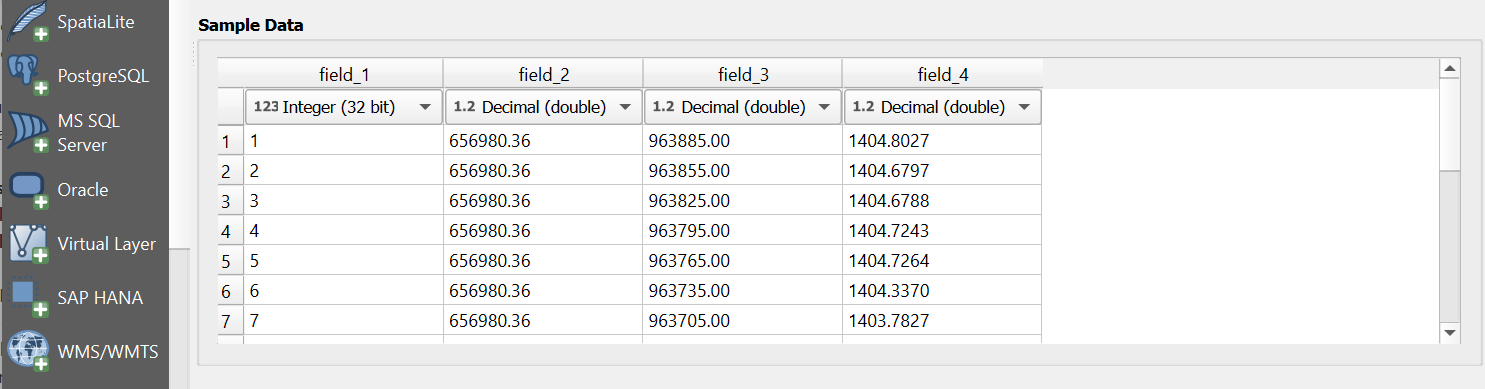 SpatiaLite
PostgreSQL
MS SQL
Server
Oracle
Virtual Layer
SAP HANA
WMS/WMTS
Sample Data
field_1 field_2 field_3 field_4
123 Integer (32 bit) 1.2 Decimal (double) 1.2 Decimal (double) 1.2 Decimal (double)
1 1 656980.36 963885.00 1404.8027
2 2 656980.36 963855.00 1404.6797
3 3 656980.36 963825.00 1404.6788
4 4 656980.36 963795.00 1404.7243
5 5 656980.36 963765.00 1404.7264
6 6 656980.36 963735.00 1404.3370
7 7 656980.36 963705.00 1403.7827